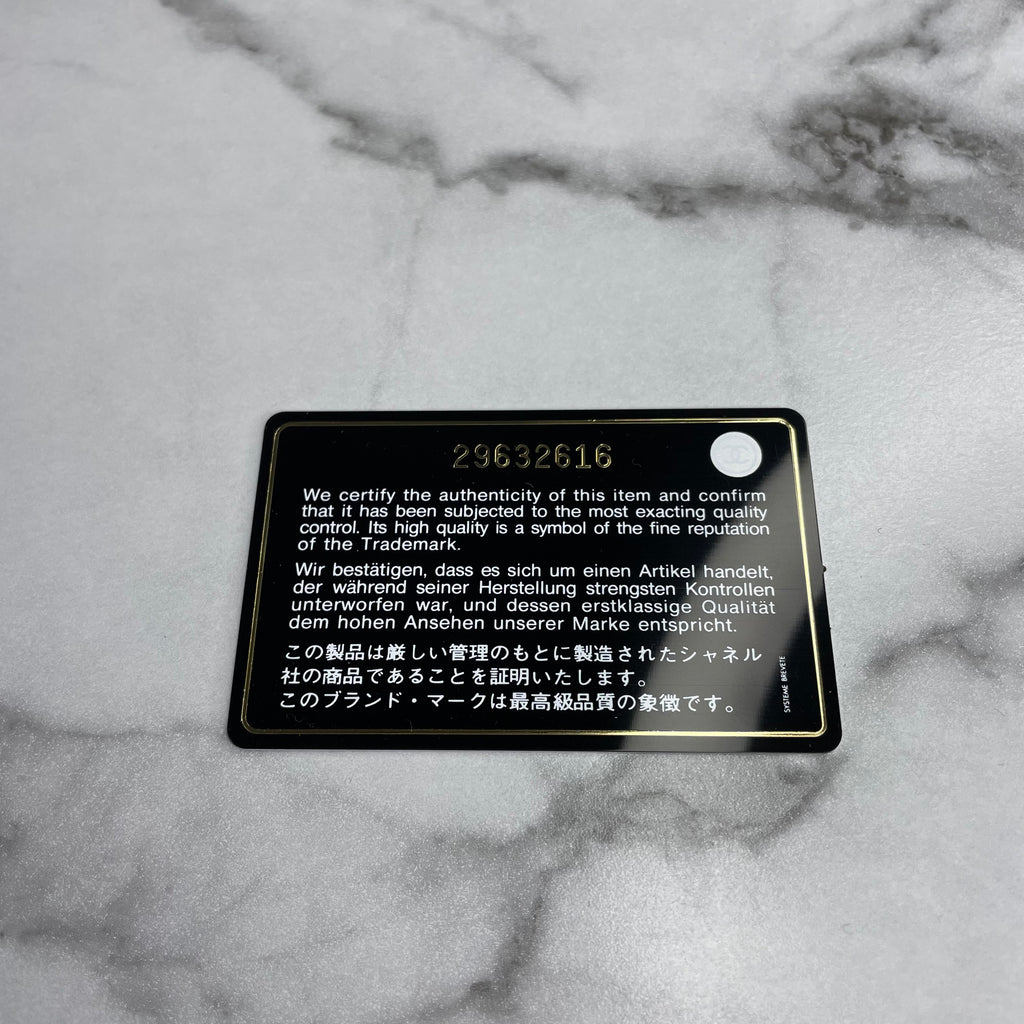 29632616
We certify the authenticity of this item and confirm
that it has been subjected to the most exacting quality
control. Its high quality is a symbol of the fine reputation
of the Trademark.
Wir bestätigen, dass es sich um einen Artikel handelt,
der während seiner Herstellung strengsten Kontrollen
unterworfen war, und dessen erstklassige Qualität
dem hohen Ansehen unserer Marke entspricht.
この製品は厳しい管理のもとに製造されたシャネル
社の商品であることを証明いたします。
このブランド・マークは最高級品質の象徴です。
SYSTEME BREVETE